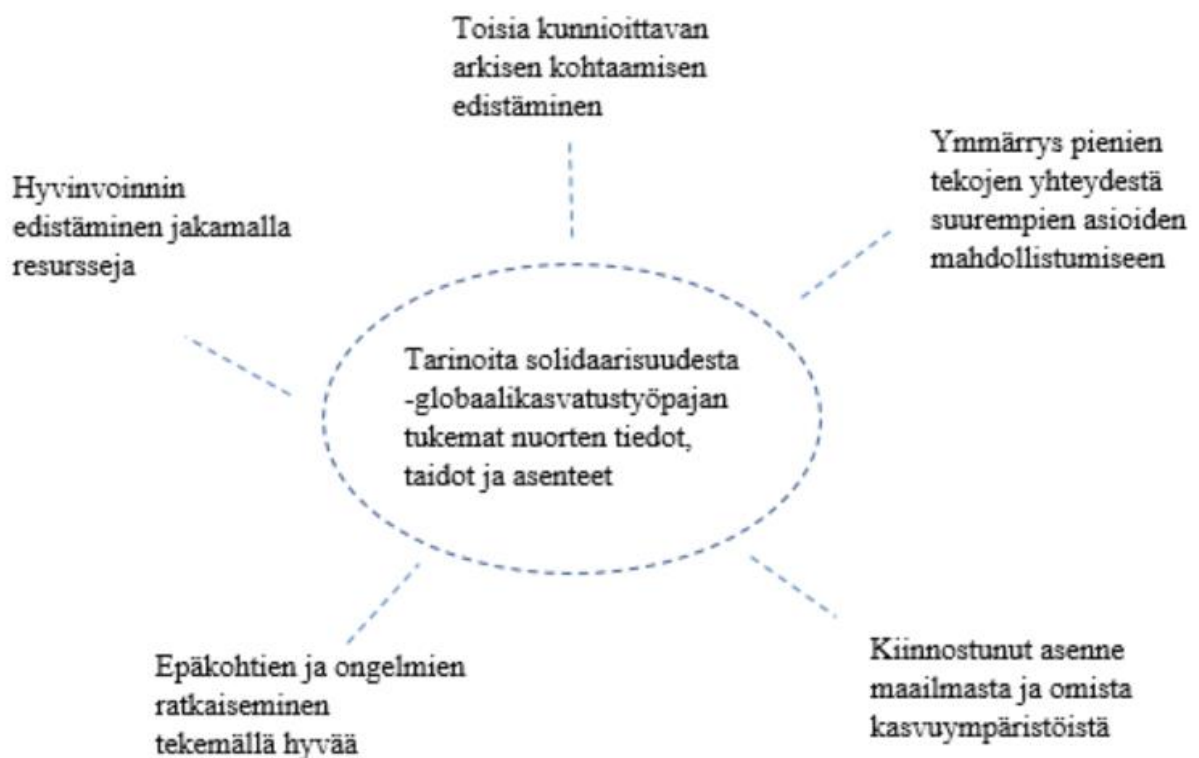 Toisia kunnioittavan
arkisen kohtaamisen
edistäminen
Ymmärrys pienien
tekojen yhteydestä
suurempien asioiden
mahdollistumiseen
Hyvinvoinnin
edistäminen jakamalla
resursseja
Tarinoita solidaarisuudesta
-globaalikasvatustyöpajan
tukemat nuorten tiedot,
taidot ja asenteet
Epäkohtien ja ongelmien
ratkaiseminen
tekemällä hyvää
Kiinnostunut asenne
maailmasta ja omista
kasvuympäristöistä